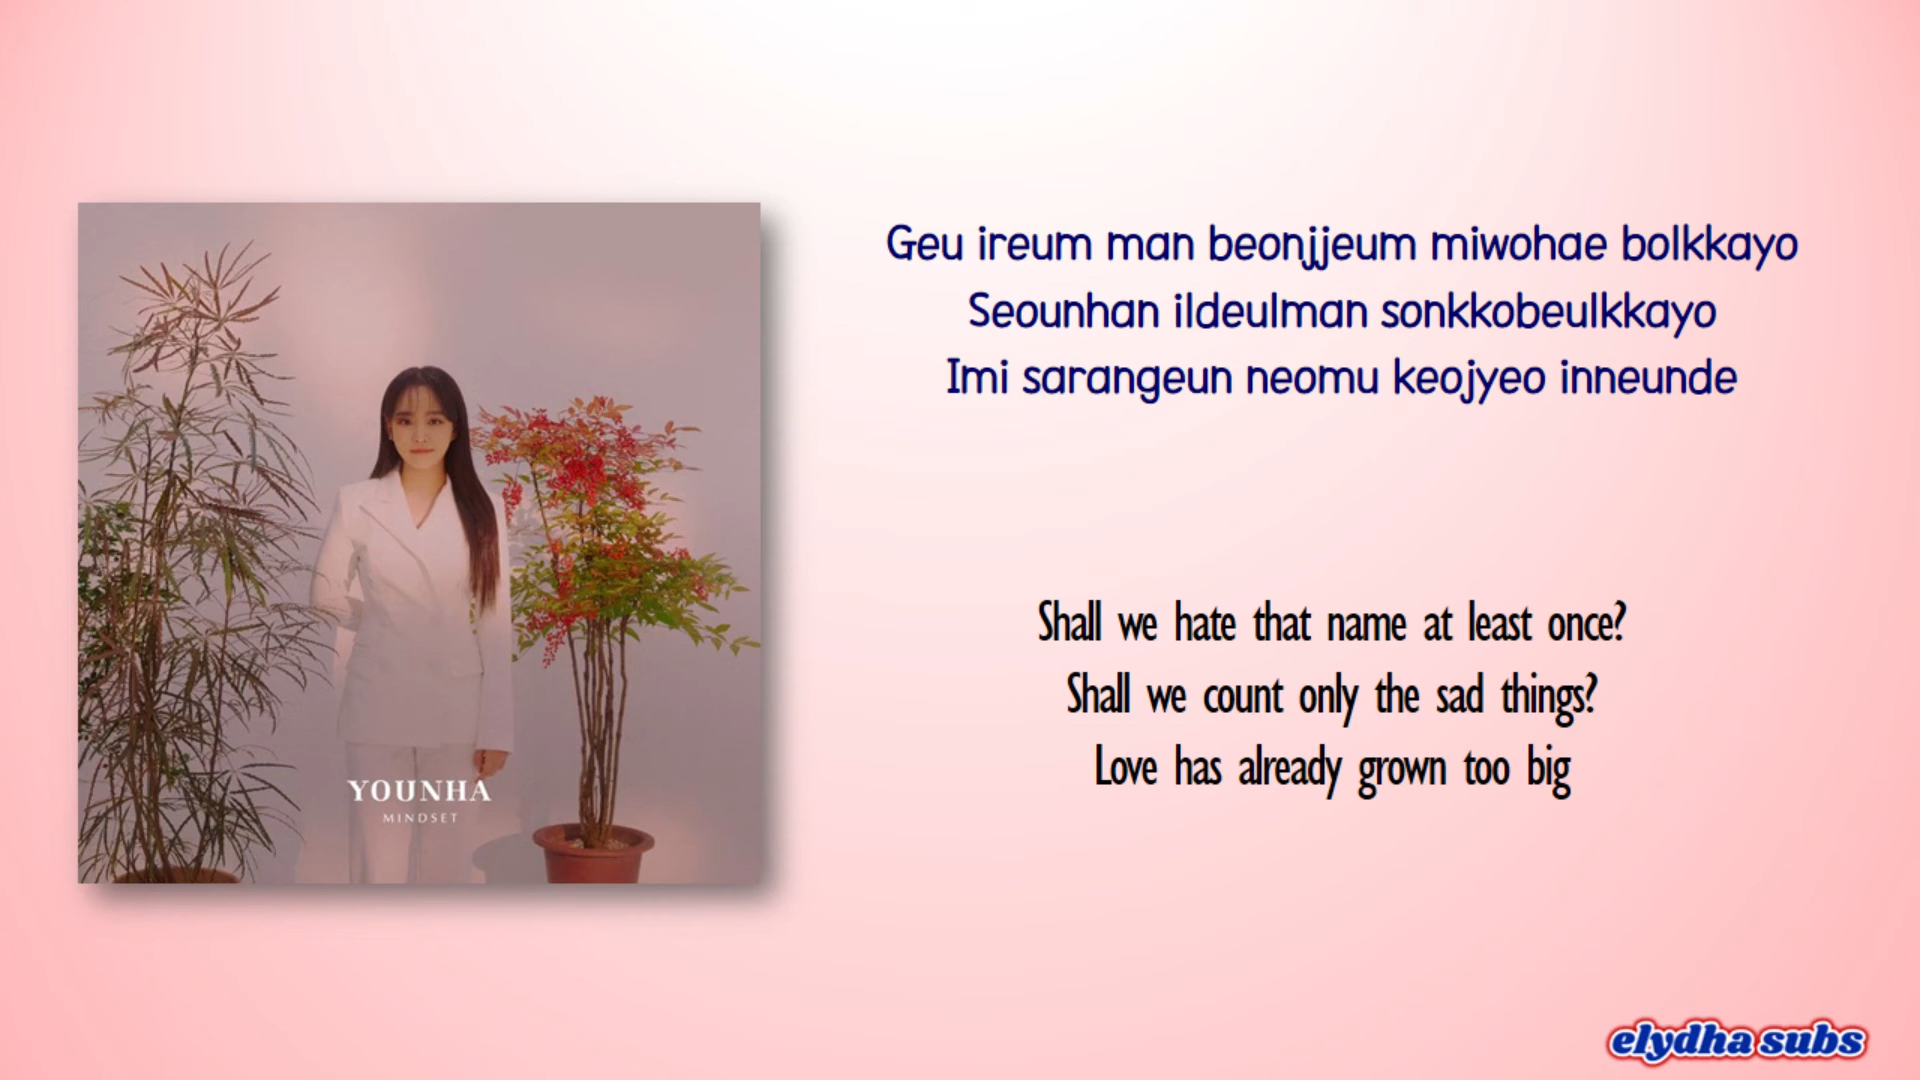 YOUNHA
MINDSET
Geu ireum man beonjjeum miwohae bolkkayo
Seounhan ildeulman sonkkobeulkkayo
Imi sarangeun neomu keojyeo inneunde
Shall we hate that name at least once?
Shall we count only the sad things?
Love has already grown too big
elydha subs